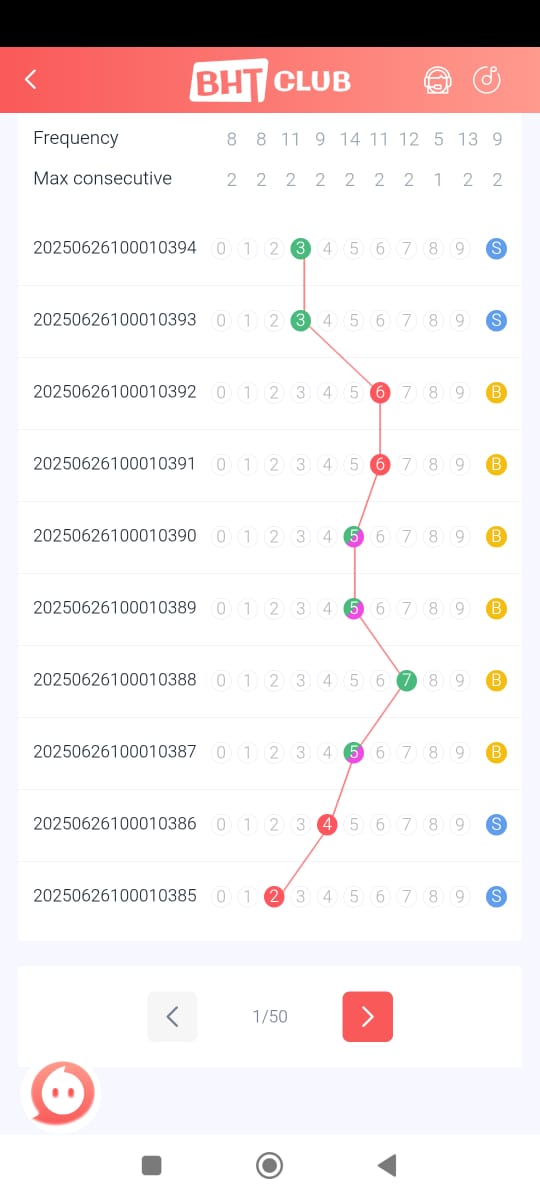 BHT CLUB
Frequency 8 8 11 9 14 11 12 5 13 9
Max consecutive 2 2 2 2 2 2 2 1 2 2
20250626100010394 0 1 2 3 4 5 6 7 8 9 S
20250626100010393 0 1 2 3 4 5 6 7 8 9 S
20250626100010392 0 1 2 3 4 5 6 7 8 9 B
20250626100010391 0 1 2 3 4 5 6 7 8 9 B
20250626100010390 0 1 2 3 4 5 6 7 8 9 B
20250626100010389 0 1 2 3 4 5 6 7 8 9 B
20250626100010388 0 1 2 3 4 5 6 7 8 9 B
20250626100010387 0 1 2 3 4 5 6 7 8 9 B
20250626100010386 0 1 2 3 4 5 6 7 8 9 S
20250626100010385 0 1 2 3 4 5 6 7 8 9 S
1/50